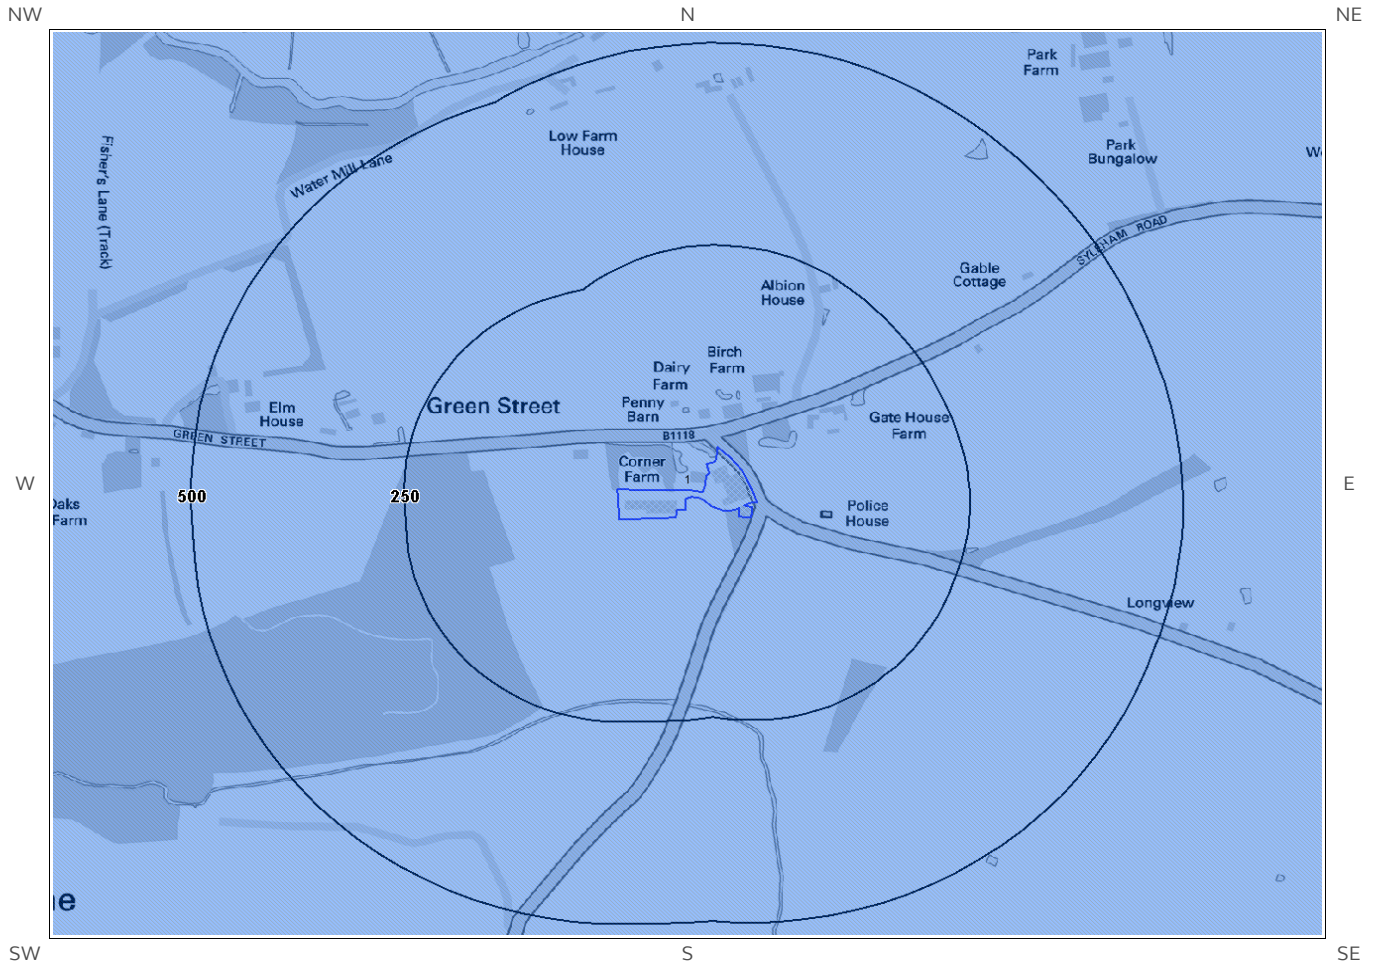 NW
N
NE
Park
Farm
Low Farm
House
Park
Bungalow
Water Mill Lane
Fisher's Lane (Track)
SYLEHAM ROAD
Gable
Cottage
Albion
House
Birch
Farm
Dairy
Farm
Penny
Barn
Green Street
Elm
House
GREEN STREET
B1118
Gate House
Farm
Corner
Farm
1
W
500
250
E
Oaks
Farm
Police
House
Longview
SW
S
SE